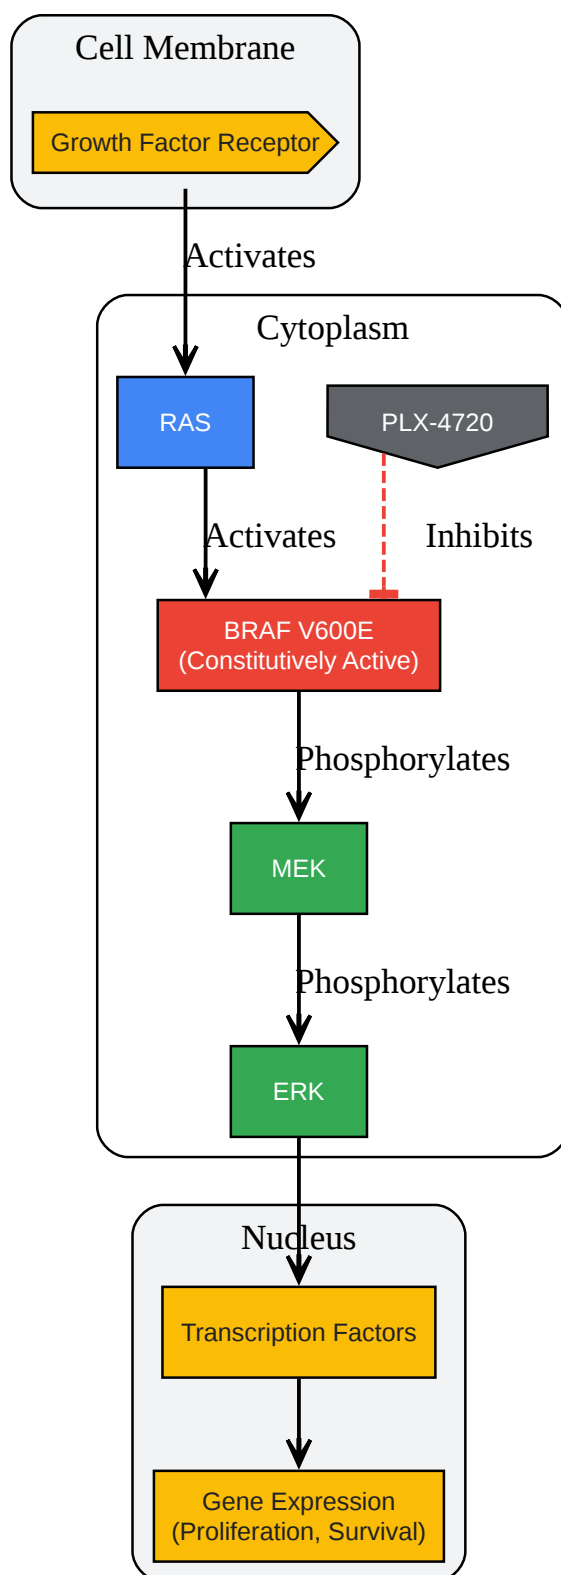 Cell Membrane
Growth Factor Receptor
Activates
Cytoplasm
RAS
PLX-4720
Activates
Inhibits
BRAF V600E
(Constitutively Active)
Phosphorylates
MEK
Phosphorylates
ERK
Nucleus
Transcription Factors
Gene Expression
(Proliferation, Survival)